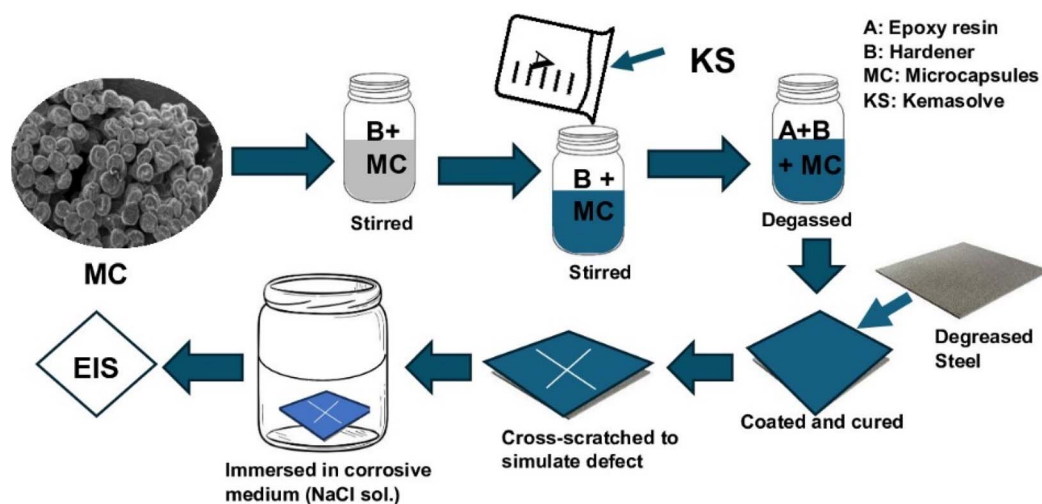 A: Epoxy resin
B: Hardener
MC: Microcapsules
KS: Kemasolve
MC
B+
MC
Stirred
A
KS
B +
MC
Stirred
A+B
+ MC
Degassed
Degreased
Steel
Coated and cured
Cross-scratched to
simulate defect
Immersed in corrosive
medium (NaCl sol.)
EIS